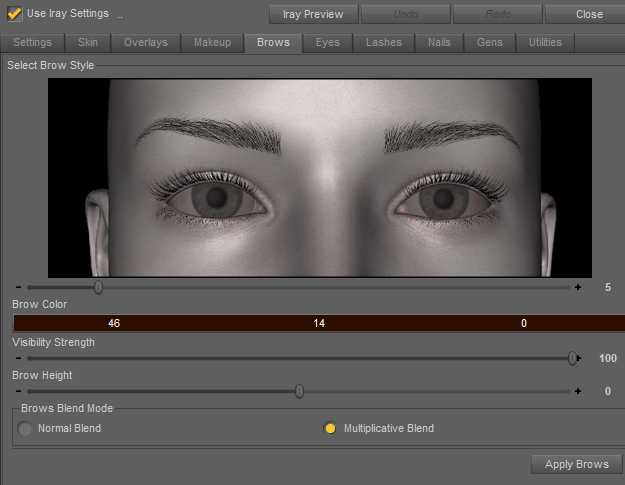 Use Iray Settings .. Iray Preview Undo Redo Close
Settings Skin Overlays Makeup Brows Eyes Lashes Nails Gens Utilities
Select Brow Style
- + 5
Brow Color
46 14 0
Visibility Strength
- + 100
Brow Height
- + 0
Brows Blend Mode
Normal Blend Multiplicative Blend
Apply Brows